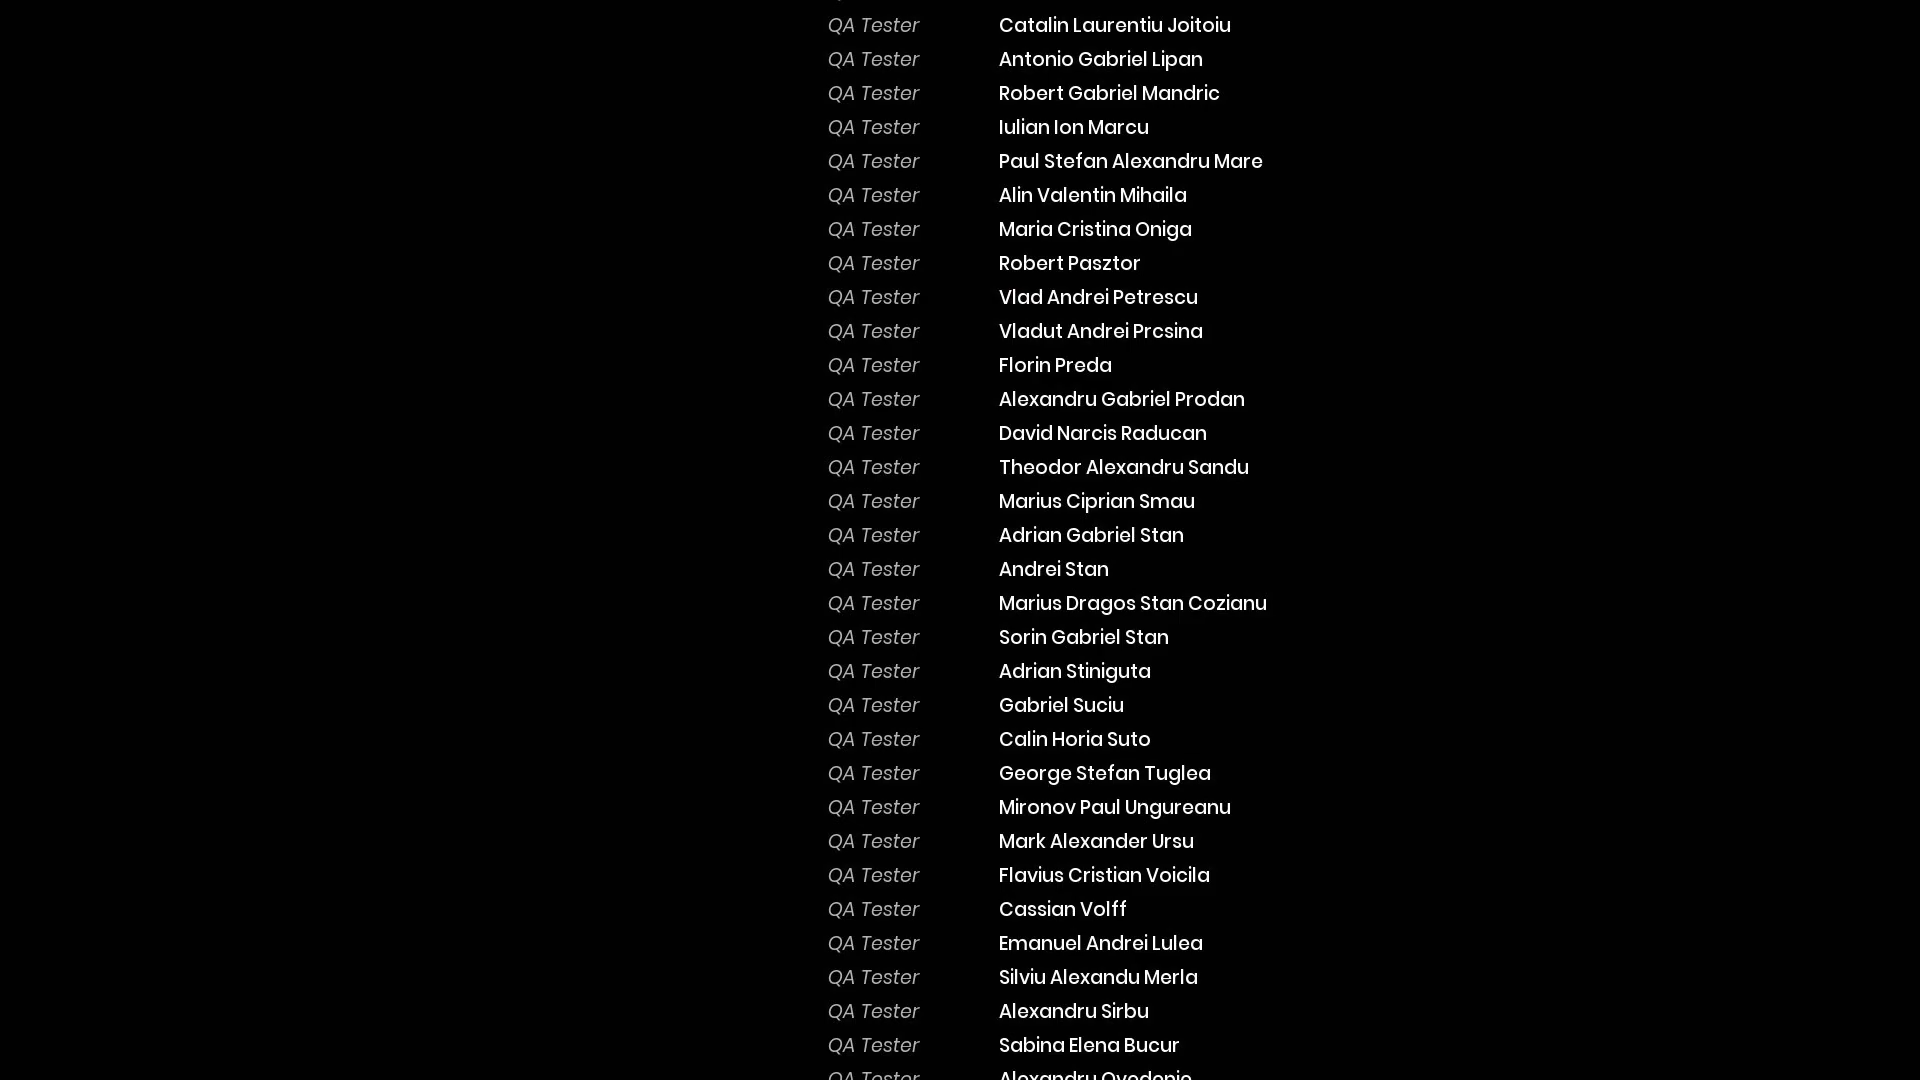 QA Tester Catalin Laurentiu Joitoiu
QA Tester Antonio Gabriel Lipan
QA Tester Robert Gabriel Mandric
QA Tester Iulian Ion Marcu
QA Tester Paul Stefan Alexandru Mare
QA Tester Alin Valentin Mihaila
QA Tester Maria Cristina Oniga
QA Tester Robert Pasztor
QA Tester Vlad Andrei Petrescu
QA Tester Vladut Andrei Prcsina
QA Tester Florin Preda
QA Tester Alexandru Gabriel Prodan
QA Tester David Narcis Raducan
QA Tester Theodor Alexandru Sandu
QA Tester Marius Ciprian Smau
QA Tester Adrian Gabriel Stan
QA Tester Andrei Stan
QA Tester Marius Dragos Stan Cozianu
QA Tester Sorin Gabriel Stan
QA Tester Adrian Stiniguta
QA Tester Gabriel Suciu
QA Tester Calin Horia Suto
QA Tester George Stefan Tuglea
QA Tester Mironov Paul Ungureanu
QA Tester Mark Alexander Ursu
QA Tester Flavius Cristian Voicila
QA Tester Cassian Volff
QA Tester Emanuel Andrei Lulea
QA Tester Silviu Alexandu Merla
QA Tester Alexandru Sirbu
QA Tester Sabina Elena Bucur
QA Tester Alexandru